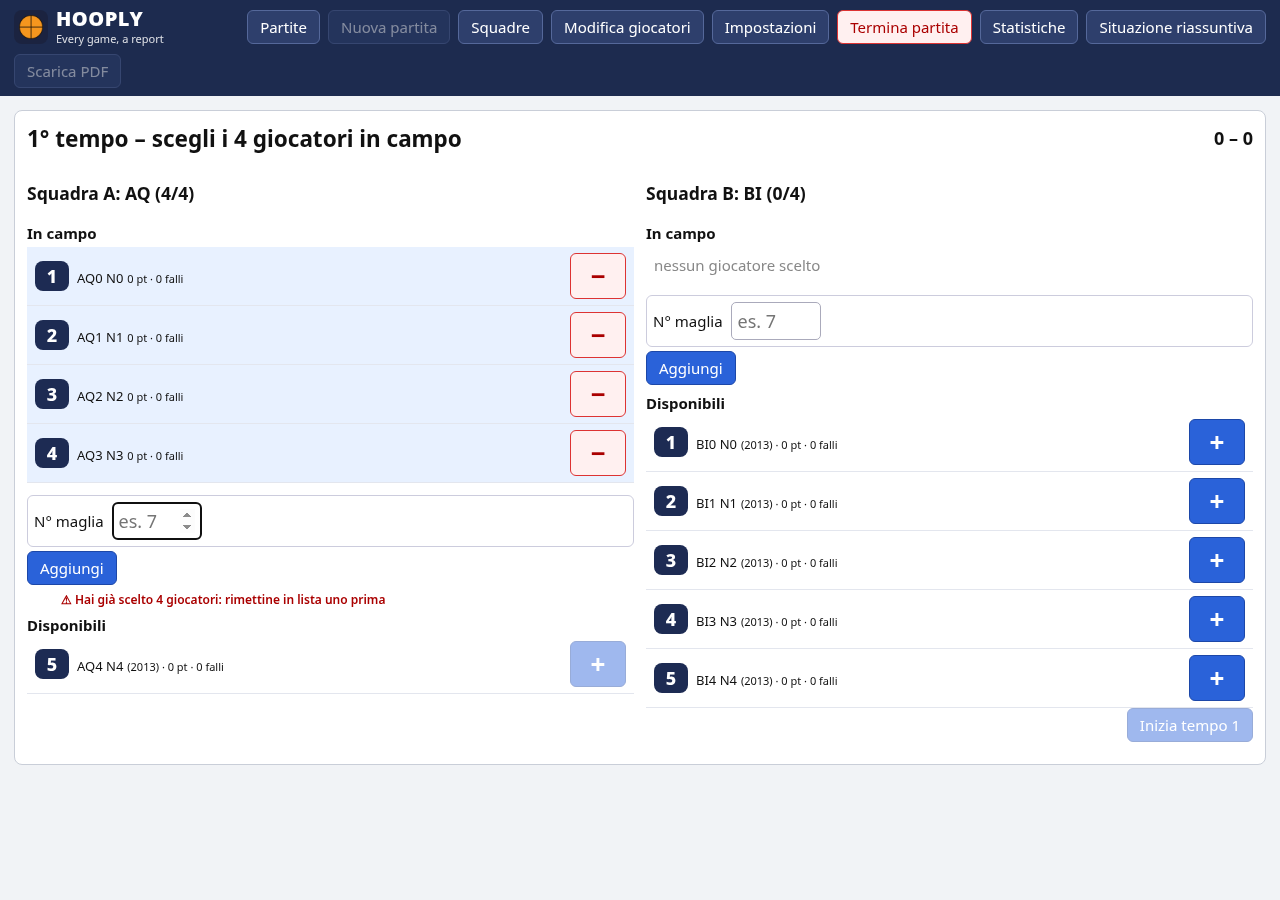 HOOPLY
Every game, a report
Partite
Nuova partita
Squadre
Modifica giocatori
Impostazioni
Termina partita
Statistiche
Situazione riassuntiva
Scarica PDF
1° tempo – scegli i 4 giocatori in campo
0 – 0
Squadra A: AQ (4/4)
In campo
1 AQ0 N0 0 pt · 0 falli −
2 AQ1 N1 0 pt · 0 falli −
3 AQ2 N2 0 pt · 0 falli −
4 AQ3 N3 0 pt · 0 falli −
N° maglia es. 7
Aggiungi
⚠ Hai già scelto 4 giocatori: rimettine in lista uno prima
Disponibili
5 AQ4 N4 (2013) · 0 pt · 0 falli +
Squadra B: BI (0/4)
In campo
nessun giocatore scelto
N° maglia es. 7
Aggiungi
Disponibili
1 BI0 N0 (2013) · 0 pt · 0 falli +
2 BI1 N1 (2013) · 0 pt · 0 falli +
3 BI2 N2 (2013) · 0 pt · 0 falli +
4 BI3 N3 (2013) · 0 pt · 0 falli +
5 BI4 N4 (2013) · 0 pt · 0 falli +
Inizia tempo 1